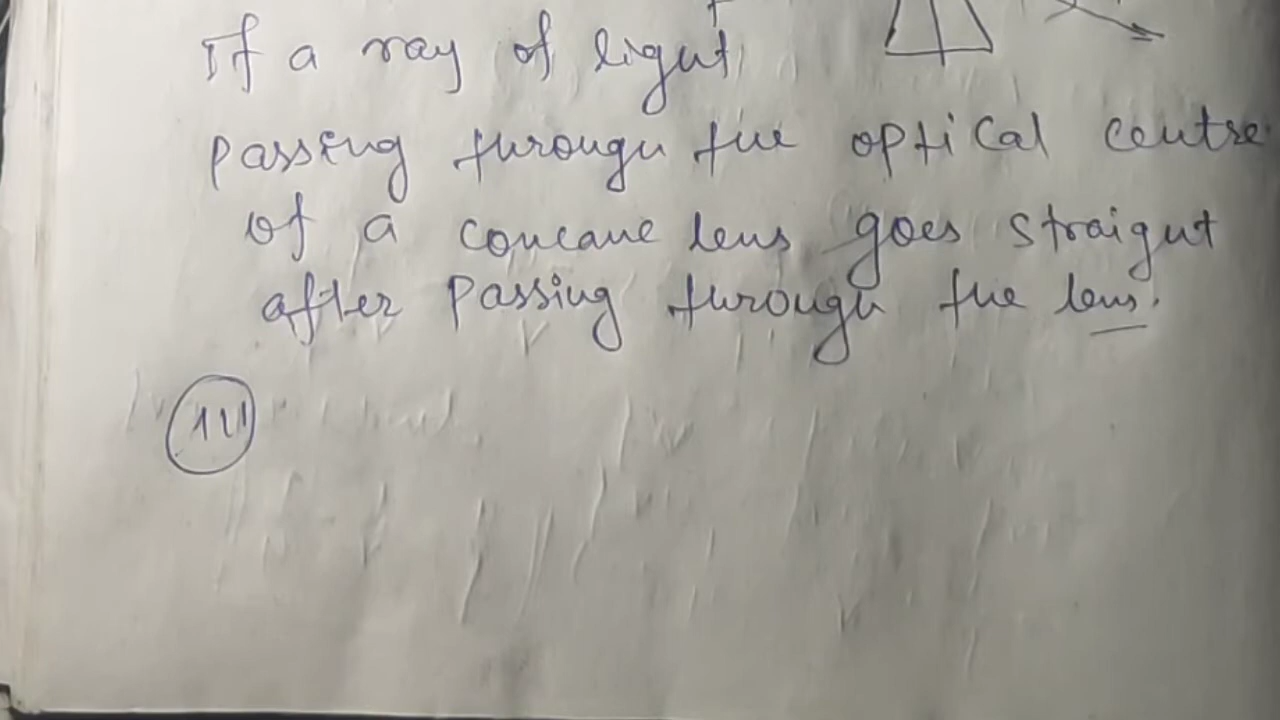 If a ray of light
passing through the optical centre
of a concave lens goes straight
after passing through the lens.